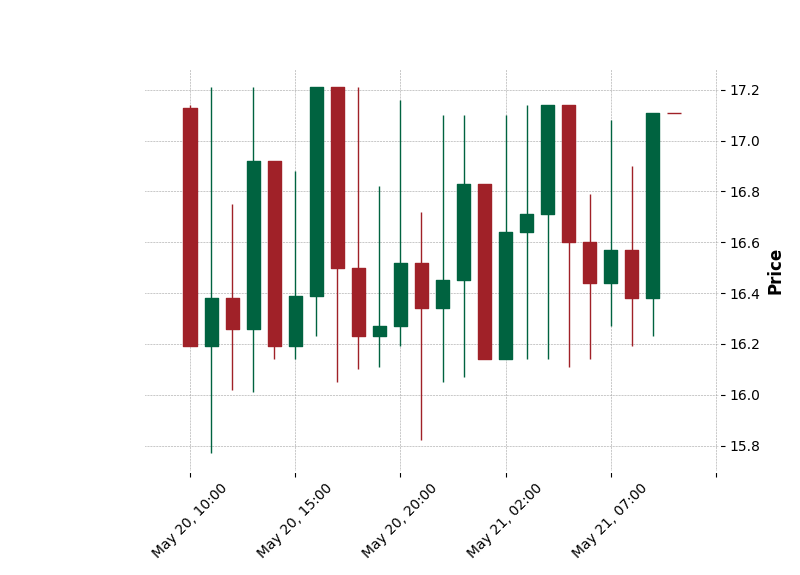 17.2
17.0
16.8
16.6
16.4
16.2
16.0
15.8
Price
May 20, 10:00
May 20, 15:00
May 20, 20:00
May 21, 02:00
May 21, 07:00